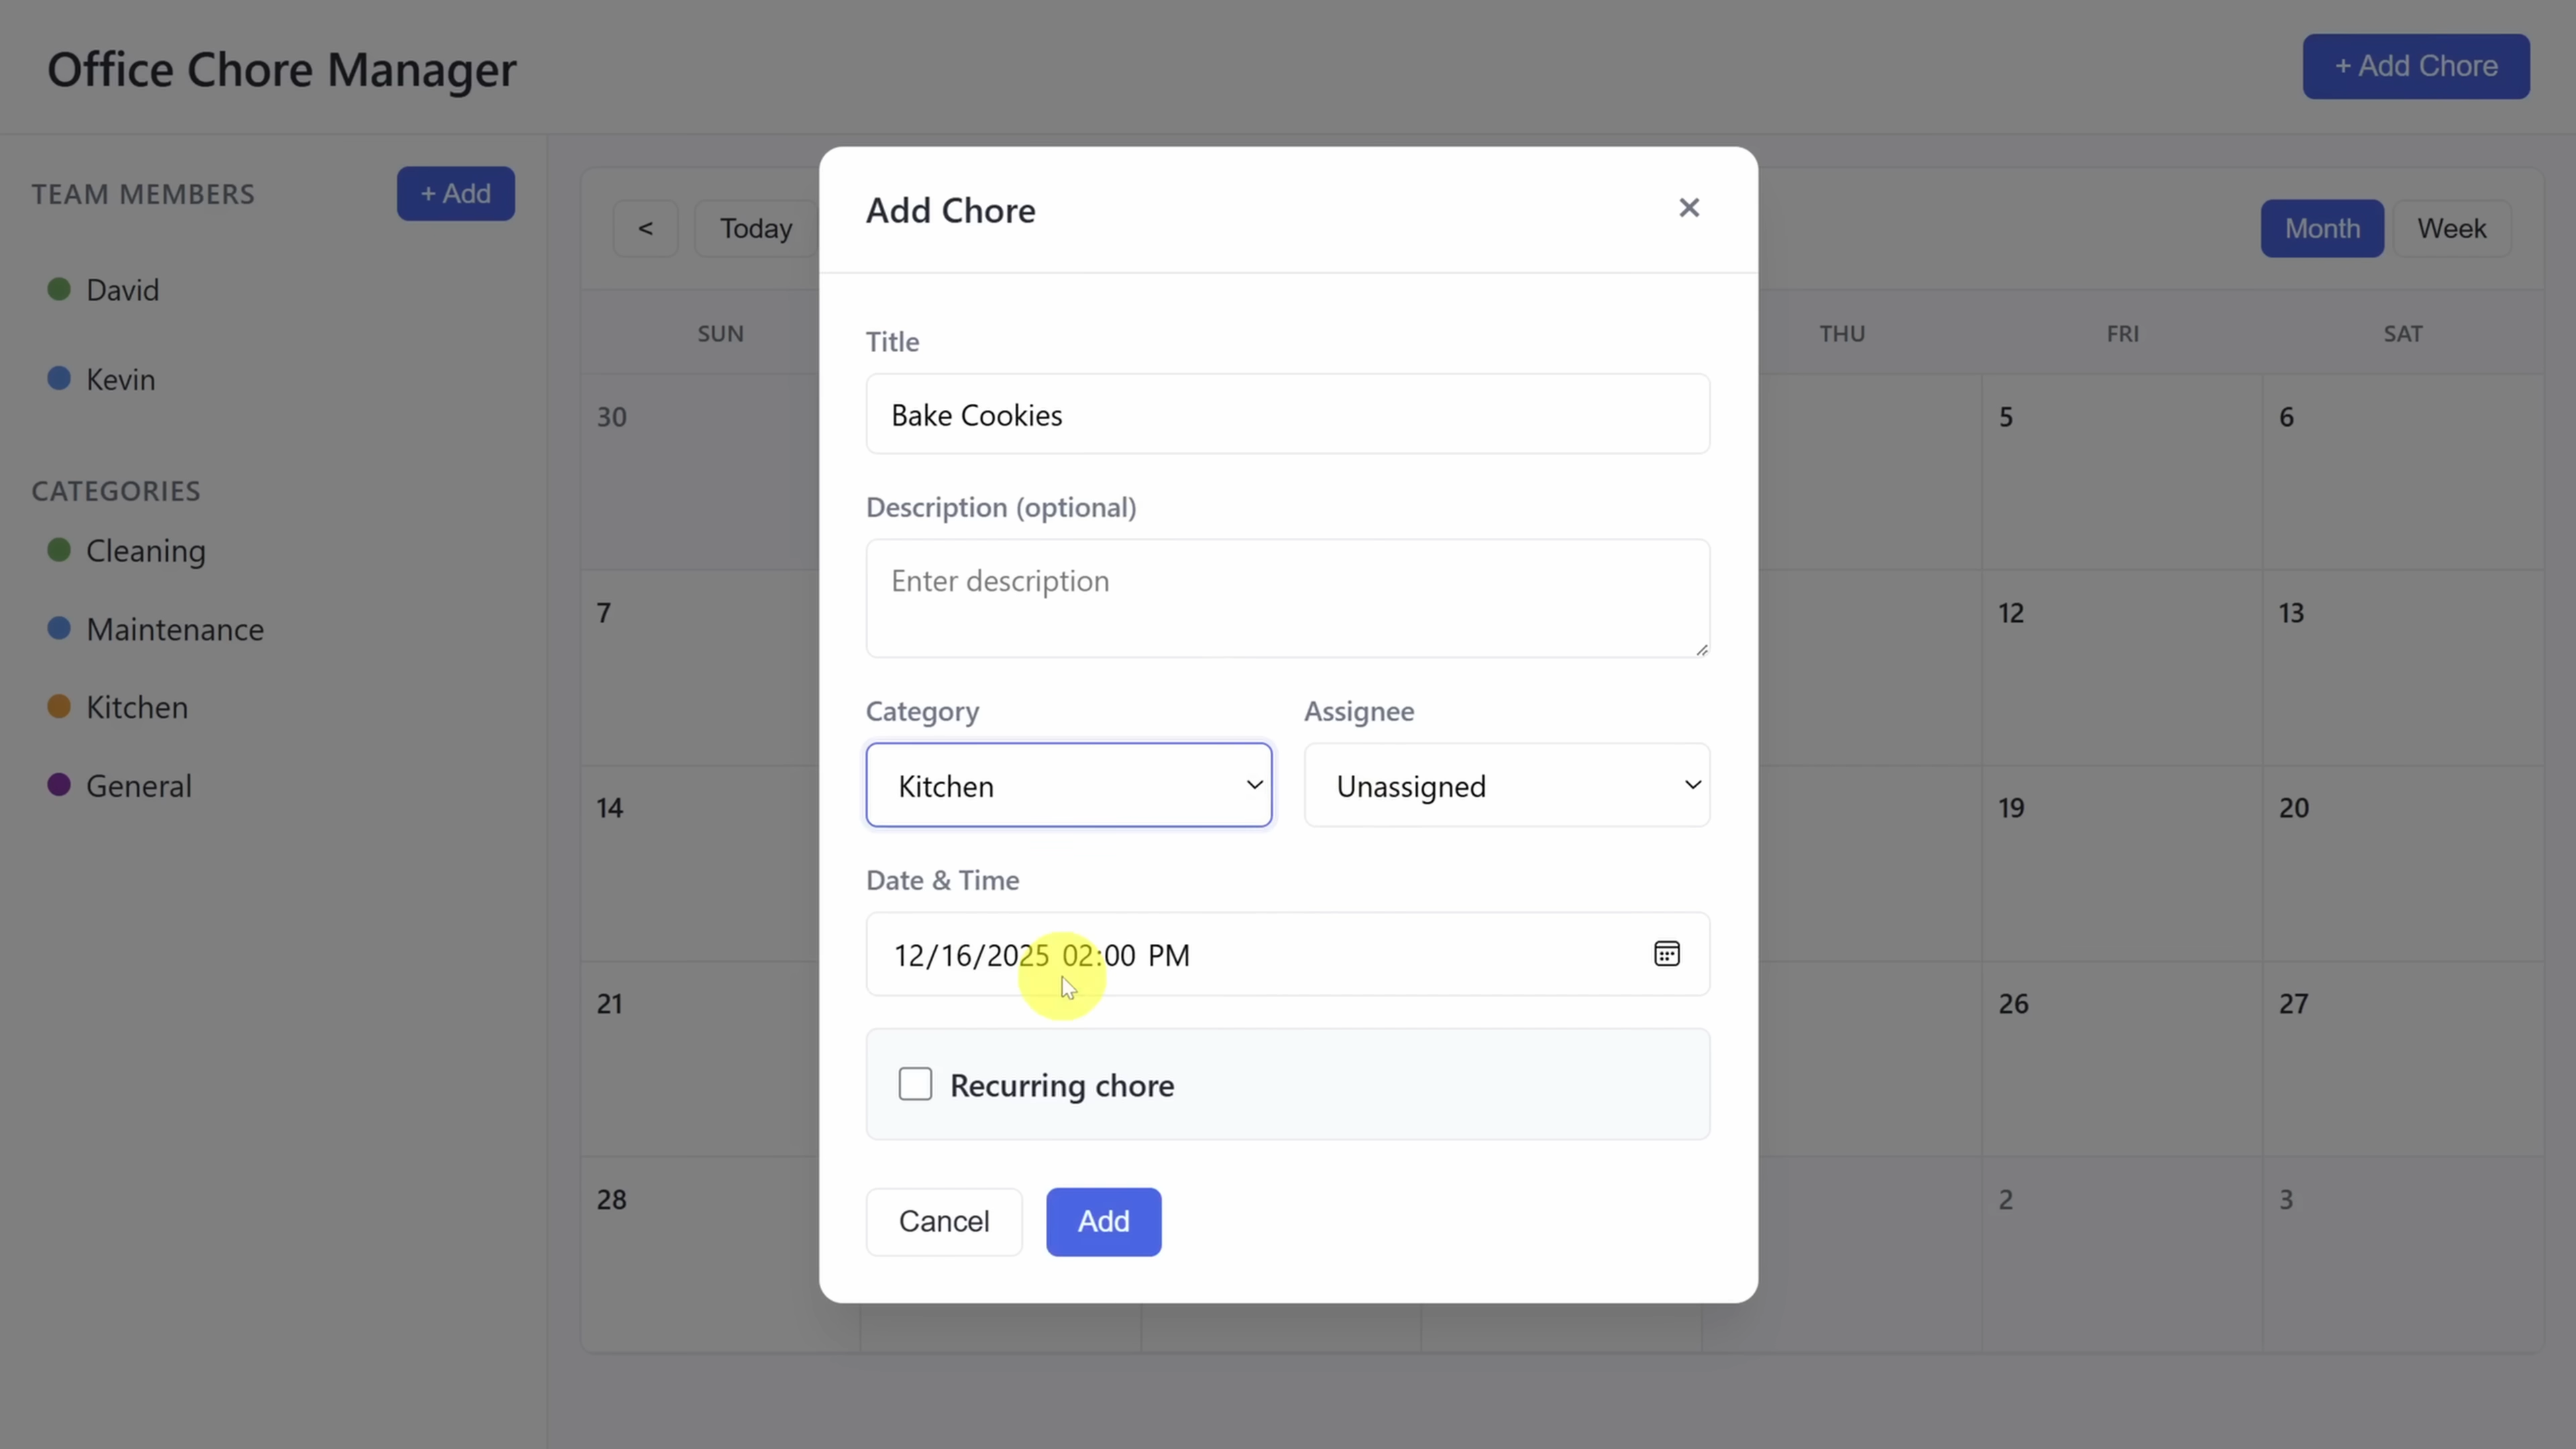 Office Chore Manager
+ Add Chore
TEAM MEMBERS
+ Add
David
Kevin
CATEGORIES
Cleaning
Maintenance
Kitchen
General
<
Today
Month
Week
SUN
THU
FRI
SAT
30
5
6
7
12
13
14
19
20
21
26
27
28
2
3
Add Chore
×
Title
Bake Cookies
Description (optional)
Enter description
Category
Assignee
Kitchen
Unassigned
Date & Time
12/16/2025 02:00 PM
Recurring chore
Cancel
Add